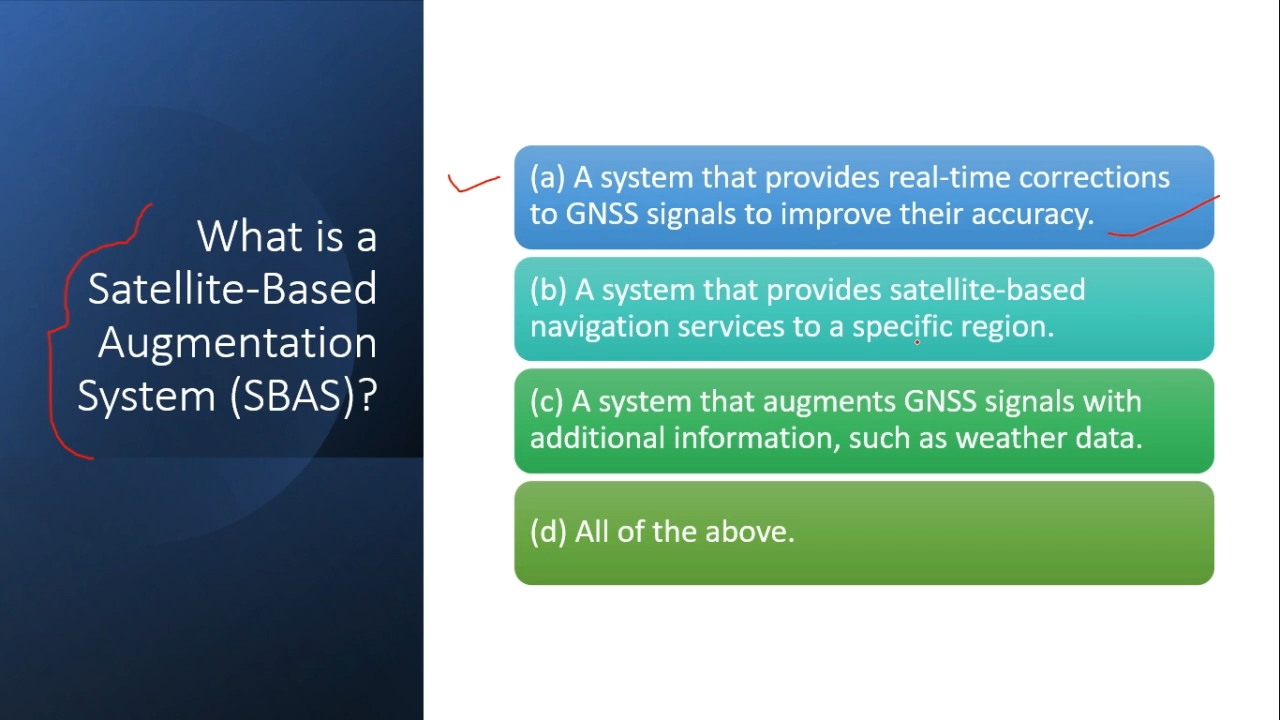 What is a
Satellite-Based
Augmentation
System (SBAS)?
(a) A system that provides real-time corrections
to GNSS signals to improve their accuracy.
(b) A system that provides satellite-based
navigation services to a specific region.
(c) A system that augments GNSS signals with
additional information, such as weather data.
(d) All of the above.